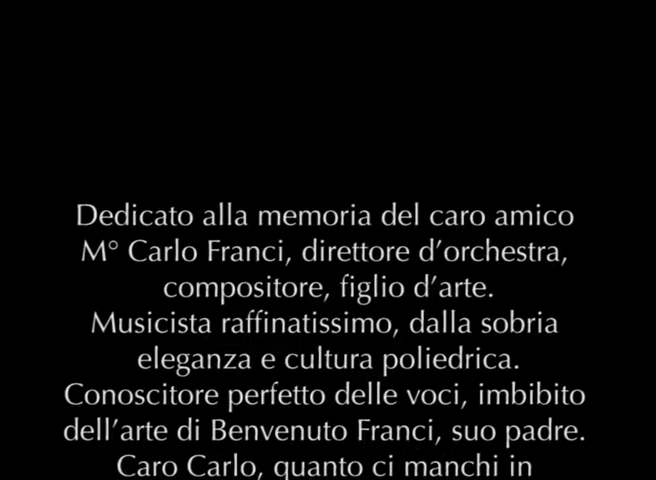 Dedicato alla memoria del caro amico
M° Carlo Franci, direttore d’orchestra,
compositore, figlio d’arte.
Musicista raffinatissimo, dalla sobria
eleganza e cultura poliedrica.
Conoscitore perfetto delle voci, imbibito
dell’arte di Benvenuto Franci, suo padre.
Caro Carlo, quanto ci manchi in